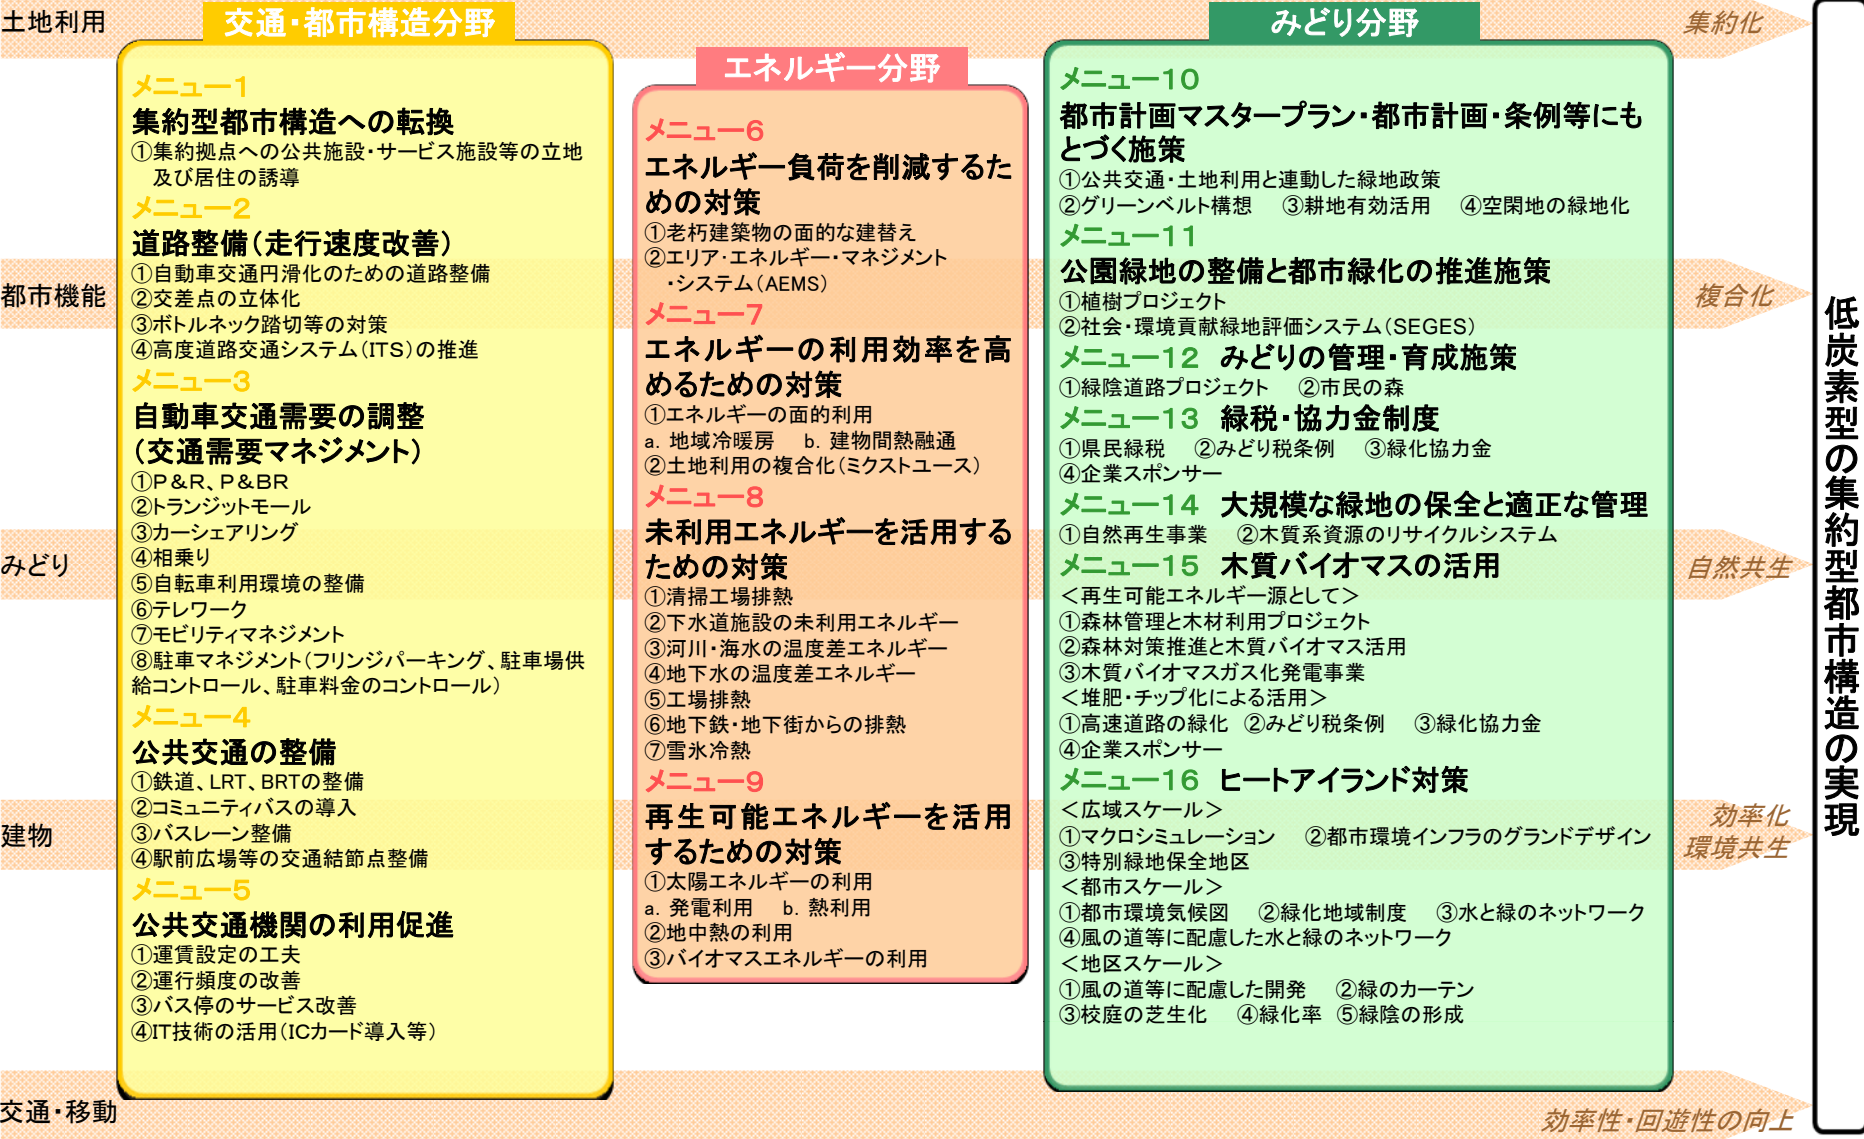 土地利用
都市機能
みどり
建物
交通・移動
交通・都市構造分野
メニュー1
集約型都市構造への転換
①集約拠点への公共施設・サービス施設等の立地
及び居住の誘導
メニュー2
道路整備（走行速度改善）
①自動車交通円滑化のための道路整備
②交差点の立体化
③ボトルネック踏切等の対策
④高度道路交通システム（ITS）の推進
メニュー3
自動車交通需要の調整
（交通需要マネジメント）
①P＆R、P＆BR
②トランジットモール
③カーシェアリング
④相乗り
⑤自転車利用環境の整備
⑥テレワーク
⑦モビリティマネジメント
⑧駐車マネジメント（フリンジパーキング、駐車場供
給コントロール、駐車料金のコントロール）
メニュー4
公共交通の整備
①鉄道、LRT、BRTの整備
②コミュニティバスの導入
③バスレーン整備
④駅前広場等の交通結節点整備
メニュー5
公共交通機関の利用促進
①運賃設定の工夫
②運行頻度の改善
③バス停のサービス改善
④IT技術の活用（ICカード導入等）
エネルギー分野
メニュー6
エネルギー負荷を削減するた
めの対策
①老朽建築物の面的な建替え
②エリア・エネルギー・マネジメント
・システム（AEMS）
メニュー7
エネルギーの利用効率を高
めるための対策
①エネルギーの面的利用
a. 地域冷暖房　b. 建物間熱融通
②土地利用の複合化（ミクストユース）
メニュー8
未利用エネルギーを活用する
ための対策
①清掃工場排熱
②下水道施設の未利用エネルギー
③河川・海水の温度差エネルギー
④地下水の温度差エネルギー
⑤工場排熱
⑥地下鉄・地下街からの排熱
⑦雪氷冷熱
メニュー9
再生可能エネルギーを活用
するための対策
①太陽エネルギーの利用
a. 発電利用　b. 熱利用
②地中熱の利用
③バイオマスエネルギーの利用
みどり分野
メニュー10
都市計画マスタープラン・都市計画・条例等にも
とづく施策
①公共交通・土地利用と連動した緑地政策
②グリーンベルト構想　③耕地有効活用　④空閑地の緑地化
メニュー11
公園緑地の整備と都市緑化の推進施策
①植樹プロジェクト
②社会・環境貢献緑地評価システム（SEGES）
メニュー12　みどりの管理・育成施策
①緑陰道路プロジェクト　②市民の森
メニュー13　緑税・協力金制度
①県民緑税　②みどり税条例　③緑化協力金
④企業スポンサー
メニュー14　大規模な緑地の保全と適正な管理
①自然再生事業　②木質系資源のリサイクルシステム
メニュー15　木質バイオマスの活用
＜再生可能エネルギー源として＞
①森林管理と木材利用プロジェクト
②森林対策推進と木質バイオマス活用
③木質バイオマスガス化発電事業
＜堆肥・チップ化による活用＞
①高速道路の緑化　②みどり税条例　③緑化協力金
④企業スポンサー
メニュー16　ヒートアイランド対策
＜広域スケール＞
①マクロシミュレーション　②都市環境インフラのグランドデザイン
③特別緑地保全地区
＜都市スケール＞
①都市環境気候図　②緑化地域制度　③水と緑のネットワーク
④風の道等に配慮した水と緑のネットワーク
＜地区スケール＞
①風の道等に配慮した開発　②緑のカーテン
③校庭の芝生化　④緑化率　⑤緑陰の形成
集約化
複合化
自然共生
効率化
環境共生
効率性・回遊性の向上
低炭素型の集約型都市構造の実現